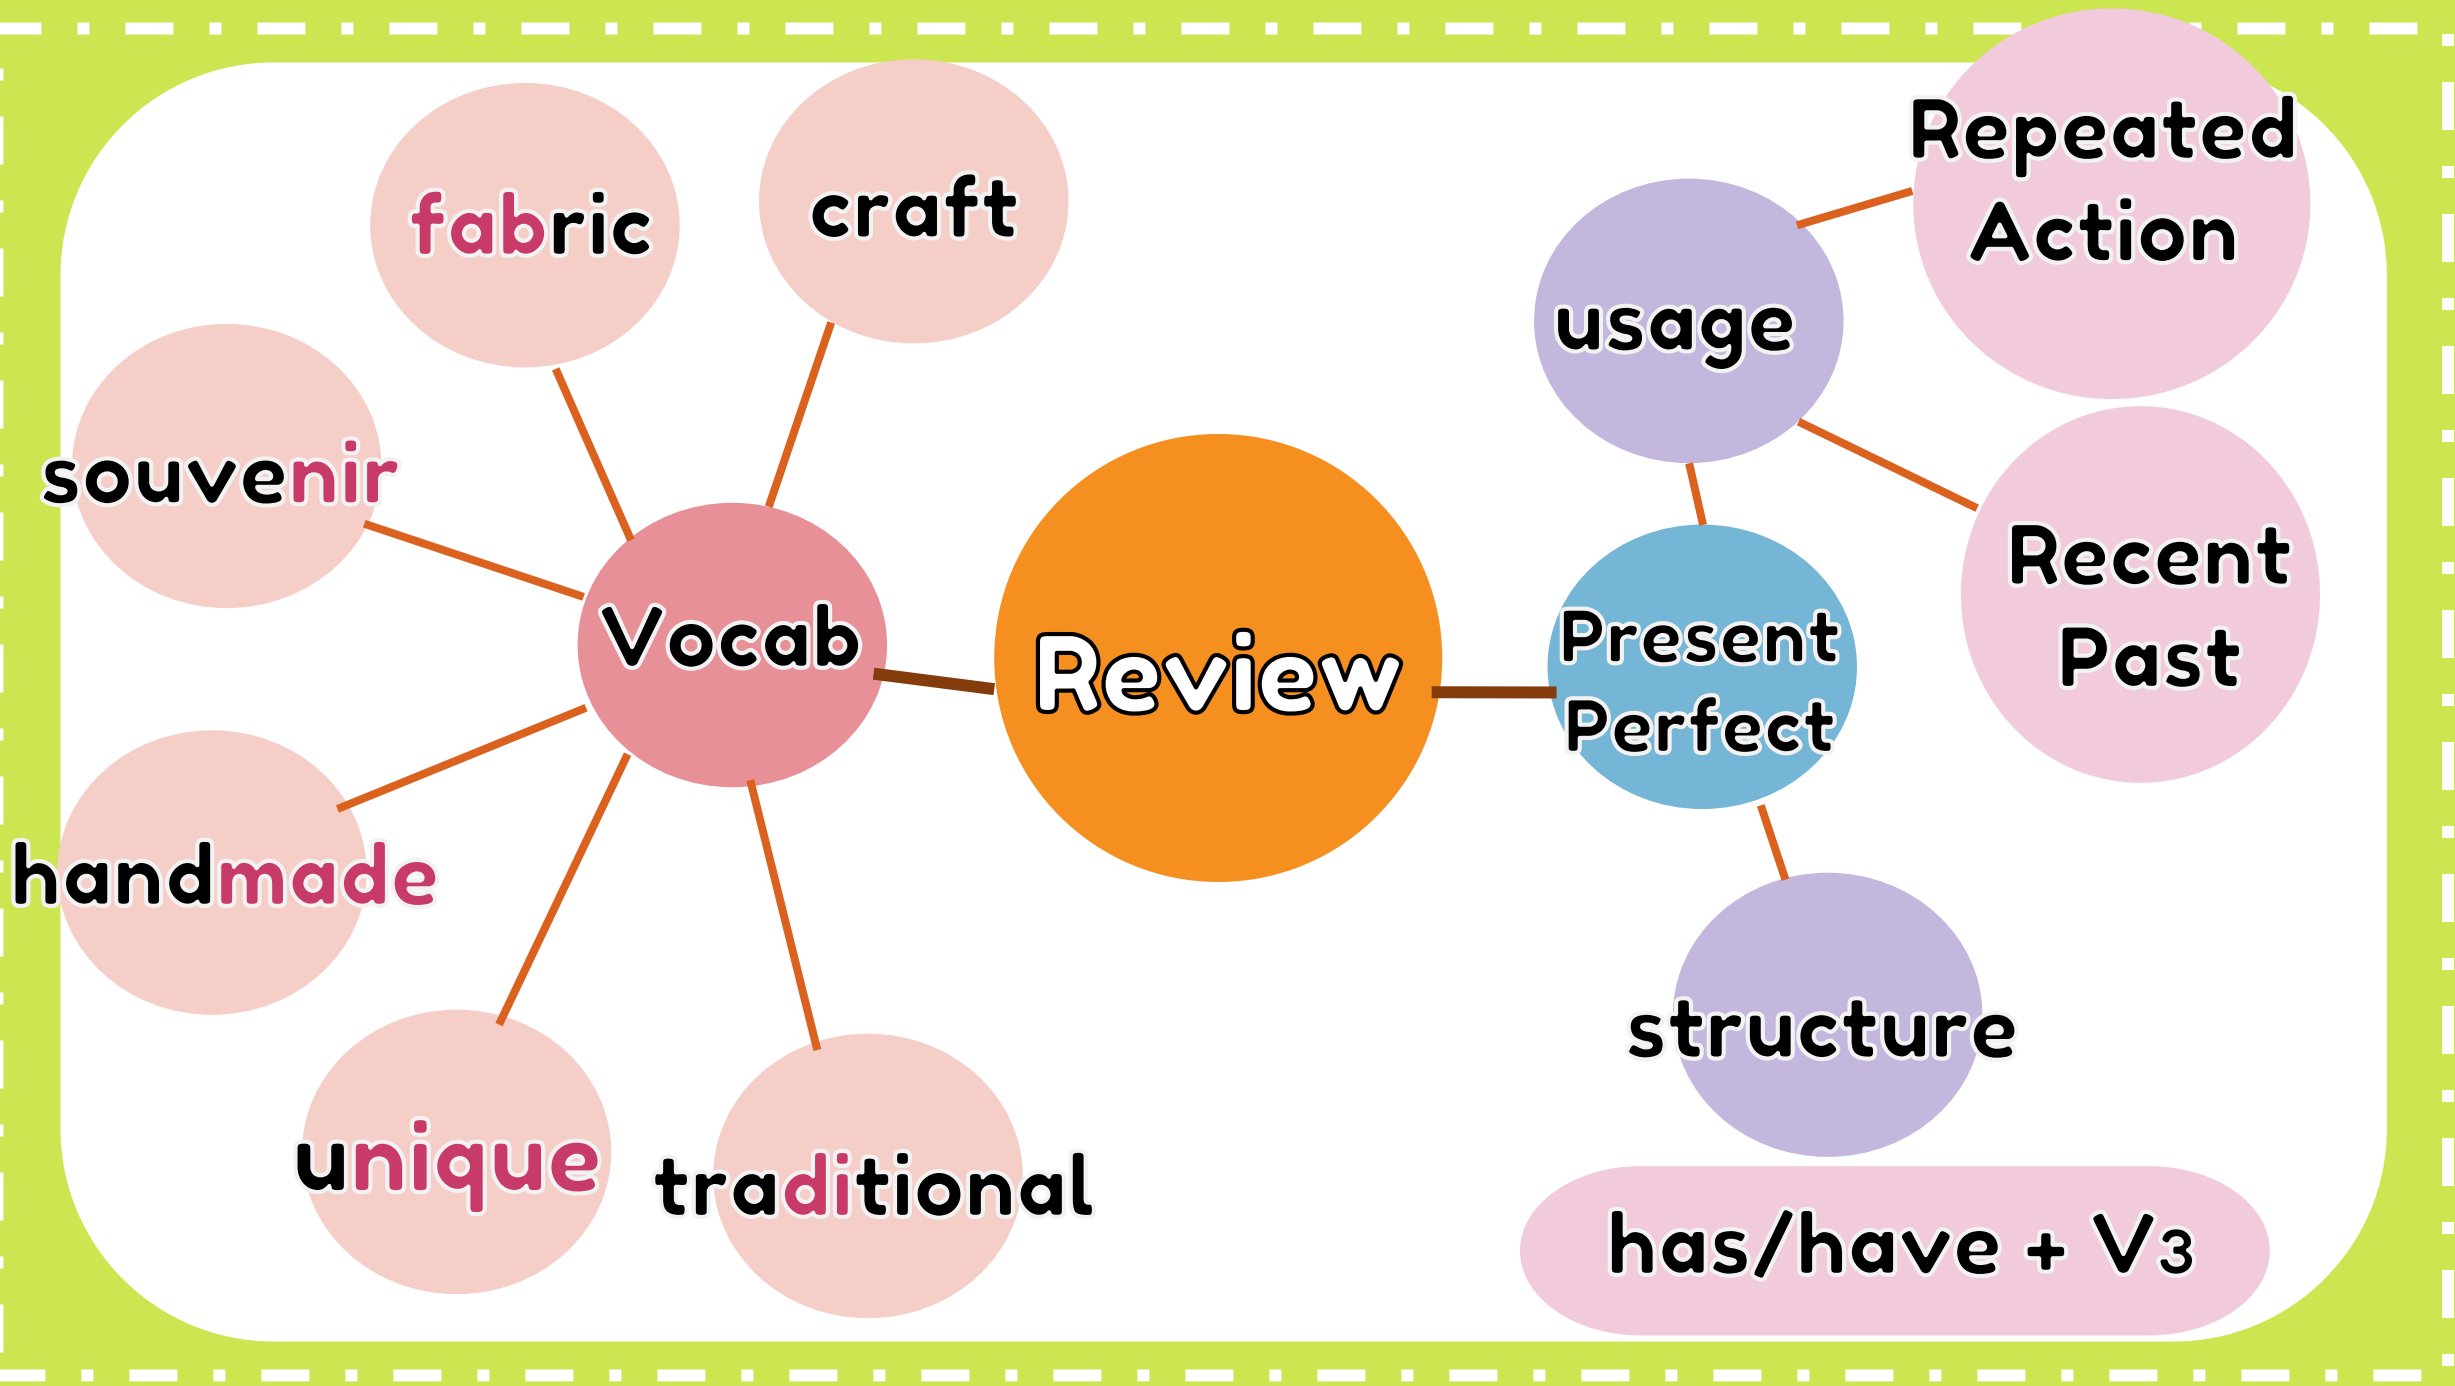 Review
Vocab
craft
fabric
souvenir
handmade
unique
traditional
Present
Perfect
usage
Repeated
Action
Recent
Past
structure
has/have + V3